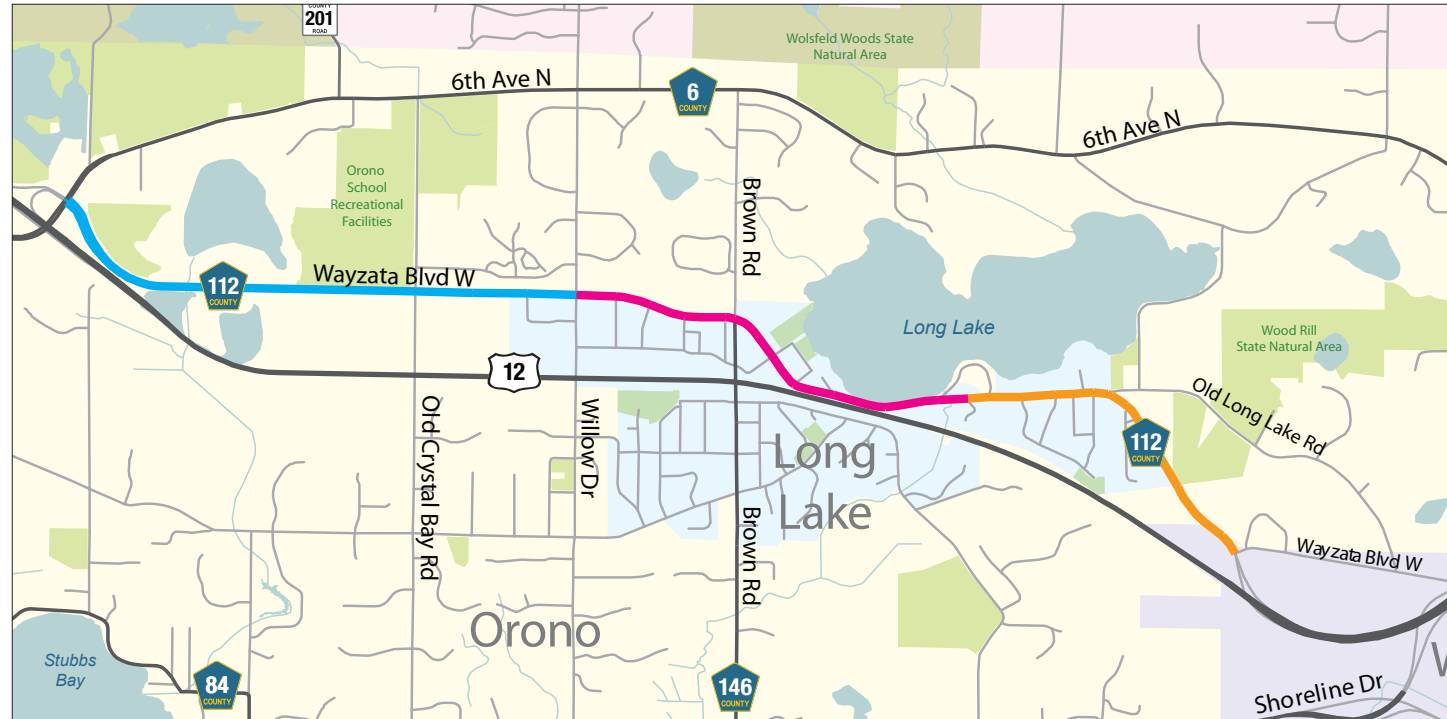 COUNTY
201
ROAD
Wolsfeld Woods State
Natural Area
6th Ave N
6
COUNTY
6th Ave N
Orono
School
Recreational
Facilities
Brown Rd
112
COUNTY
Wayzata Blvd W
Long Lake
Wood Rill
State Natural Area
12
Old Long Lake Rd
Old Crystal Bay Rd
Willow Dr
112
COUNTY
Long
Lake
Brown Rd
Wayzata Blvd W
Orono
Stubbs
Bay
84
COUNTY
146
COUNTY
Shoreline Dr